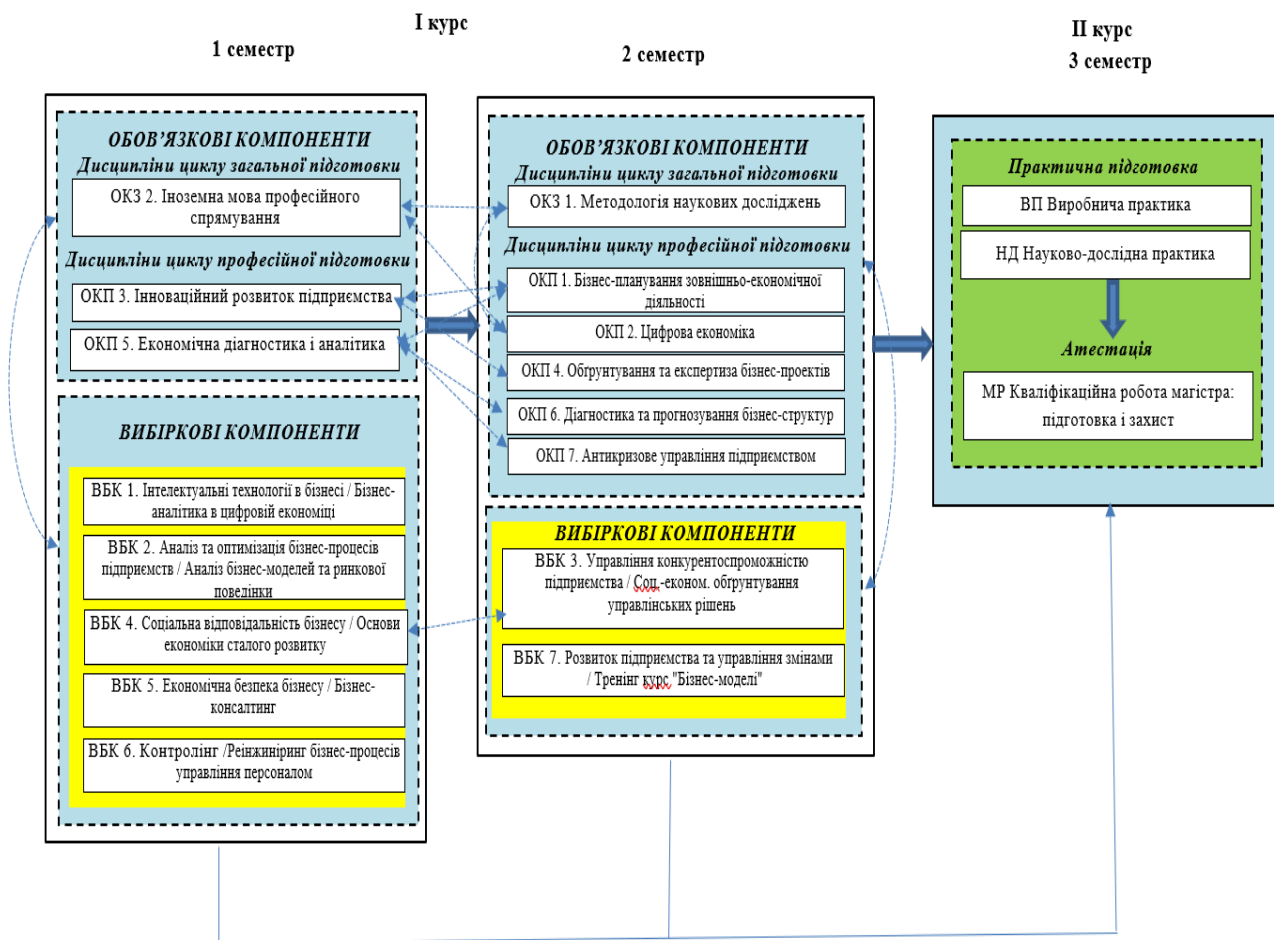 І курс
1 семестр
2 семестр
ІІ курс
3 семестр
ОБОВ’ЯЗКОВІ КОМПОНЕНТИ
Дисципліни циклу загальної підготовки
ОКЗ 2. Іноземна мова професійного
спрямування
Дисципліни циклу професійної підготовки
ОКП 3. Інноваційний розвиток підприємства
ОКП 5. Економічна діагностика і аналітика
ВИБІРКОВІ КОМПОНЕНТИ
ВБК 1. Інтелектуальні технології в бізнесі / Бізнес-
аналітика в цифровій економіці
ВБК 2. Аналіз та оптимізація бізнес-процесів
підприємств / Аналіз бізнес-моделей та ринкової
поведінки
ВБК 4. Соціальна відповідальність бізнесу / Основи
економіки сталого розвитку
ВБК 5. Економічна безпека бізнесу / Бізнес-
консалтинг
ВБК 6. Контролінг /Реінжиніринг бізнес-процесів
управління персоналом
ОБОВ’ЯЗКОВІ КОМПОНЕНТИ
Дисципліни циклу загальної підготовки
ОКЗ 1. Методологія наукових досліджень
Дисципліни циклу професійної підготовки
ОКП 1. Бізнес-планування зовнішньо-економічної
діяльності
ОКП 2. Цифрова економіка
ОКП 4. Обґрунтування та експертиза бізнес-проектів
ОКП 6. Діагностика та прогнозування бізнес-структур
ОКП 7. Антикризове управління підприємством
ВИБІРКОВІ КОМПОНЕНТИ
ВБК 3. Управління конкурентоспроможністю
підприємства / Соц.-економ. обґрунтування
управлінських рішень
ВБК 7. Розвиток підприємства та управління змінами
/ Тренінг курс "Бізнес-моделі"
Практична підготовка
ВП Виробнича практика
НД Науково-дослідна практика
Атестація
МР Кваліфікаційна робота магістра:
підготовка і захист